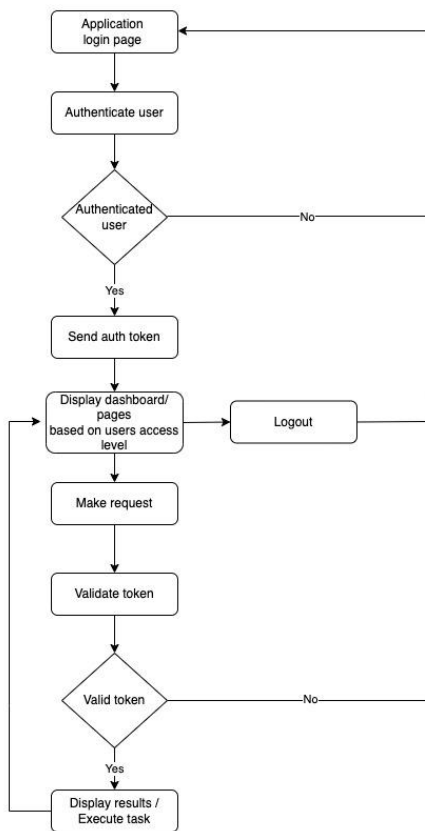 Application
login page
Authenticate user
Authenticated
user
No
Yes
Send auth token
Display dashboard/
pages
based on users access
level
Logout
Make request
Validate token
Valid token
No
Yes
Display results /
Execute task